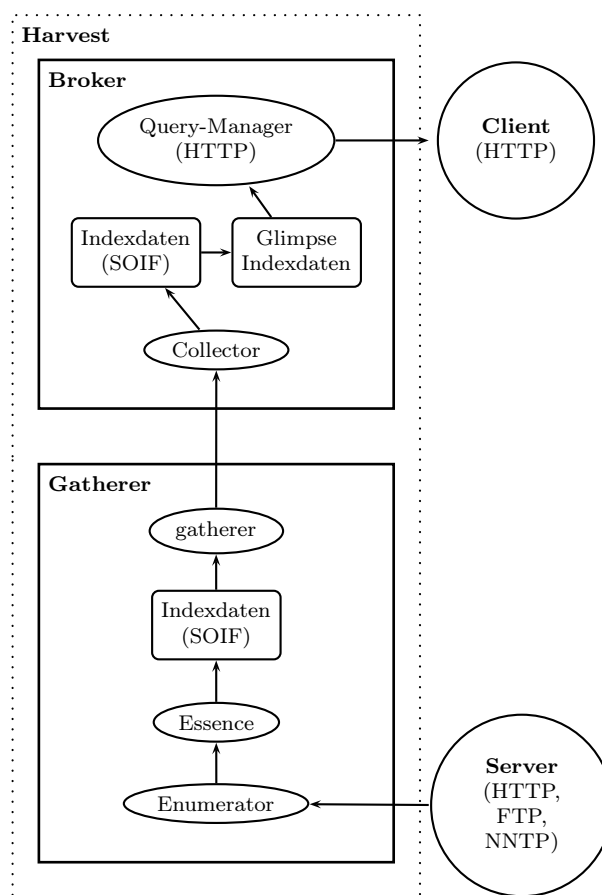 Harvest
Broker
Query-Manager
(HTTP)
Client
(HTTP)
Indexdaten
(SOIF)
Glimpse
Indexdaten
Collector
Gatherer
gatherer
Indexdaten
(SOIF)
Essence
Enumerator
Server
(HTTP,
FTP,
NNTP)